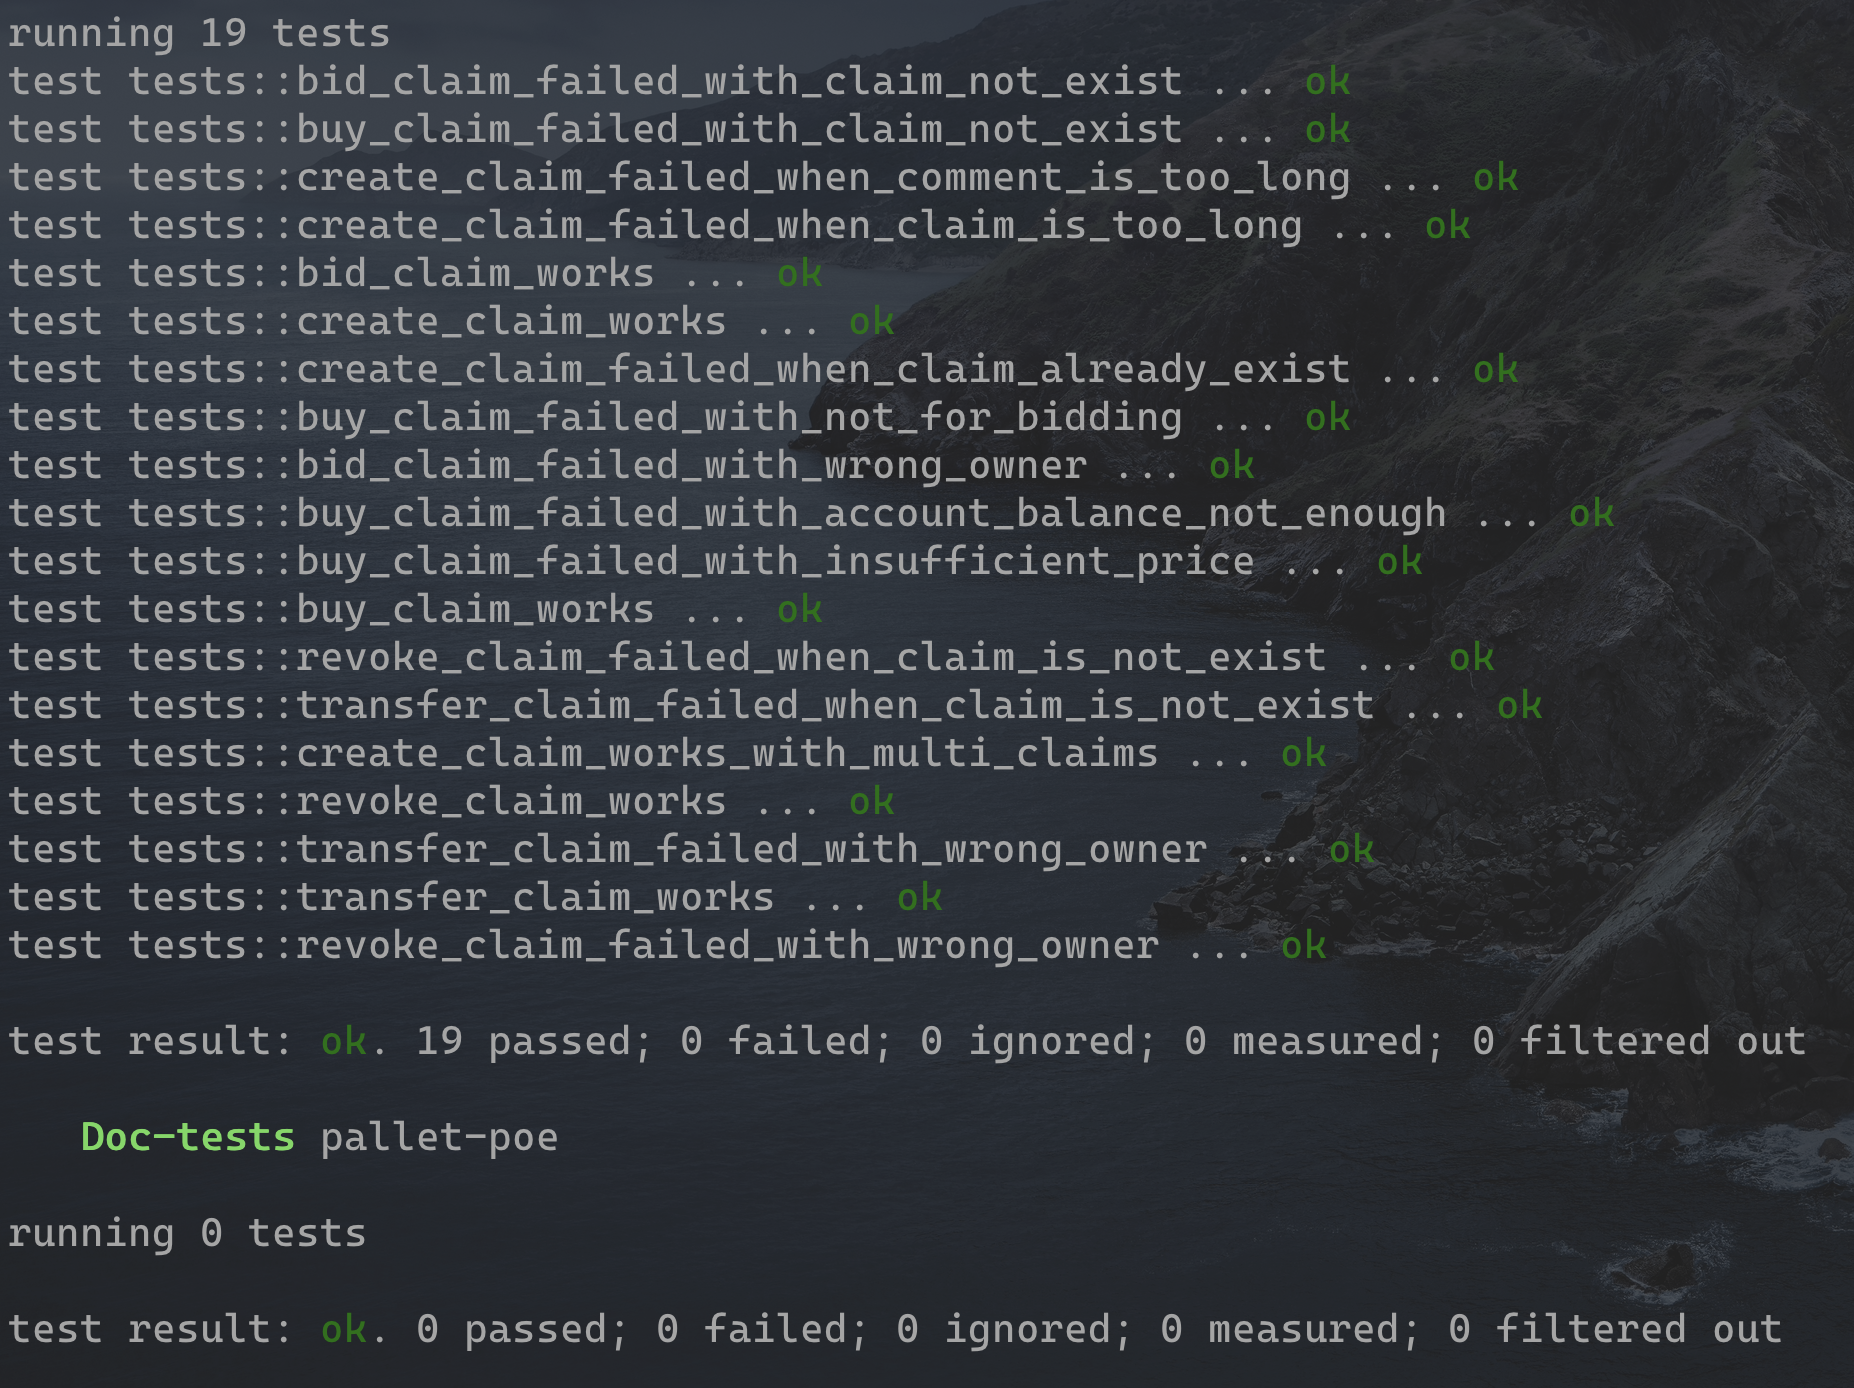 running 19 tests
test tests::bid_claim_failed_with_claim_not_exist ... ok
test tests::buy_claim_failed_with_claim_not_exist ... ok
test tests::create_claim_failed_when_comment_is_too_long ... ok
test tests::create_claim_failed_when_claim_is_too_long ... ok
test tests::bid_claim_works ... ok
test tests::create_claim_works ... ok
test tests::create_claim_failed_when_claim_already_exist ... ok
test tests::buy_claim_failed_with_not_for_bidding ... ok
test tests::bid_claim_failed_with_wrong_owner ... ok
test tests::buy_claim_failed_with_account_balance_not_enough ... ok
test tests::buy_claim_failed_with_insufficient_price ... ok
test tests::buy_claim_works ... ok
test tests::revoke_claim_failed_when_claim_is_not_exist ... ok
test tests::transfer_claim_failed_when_claim_is_not_exist ... ok
test tests::create_claim_works_with_multi_claims ... ok
test tests::revoke_claim_works ... ok
test tests::transfer_claim_failed_with_wrong_owner ... ok
test tests::transfer_claim_works ... ok
test tests::revoke_claim_failed_with_wrong_owner ... ok
test result: ok. 19 passed; 0 failed; 0 ignored; 0 measured; 0 filtered out
Doc-tests pallet-poe
running 0 tests
test result: ok. 0 passed; 0 failed; 0 ignored; 0 measured; 0 filtered out